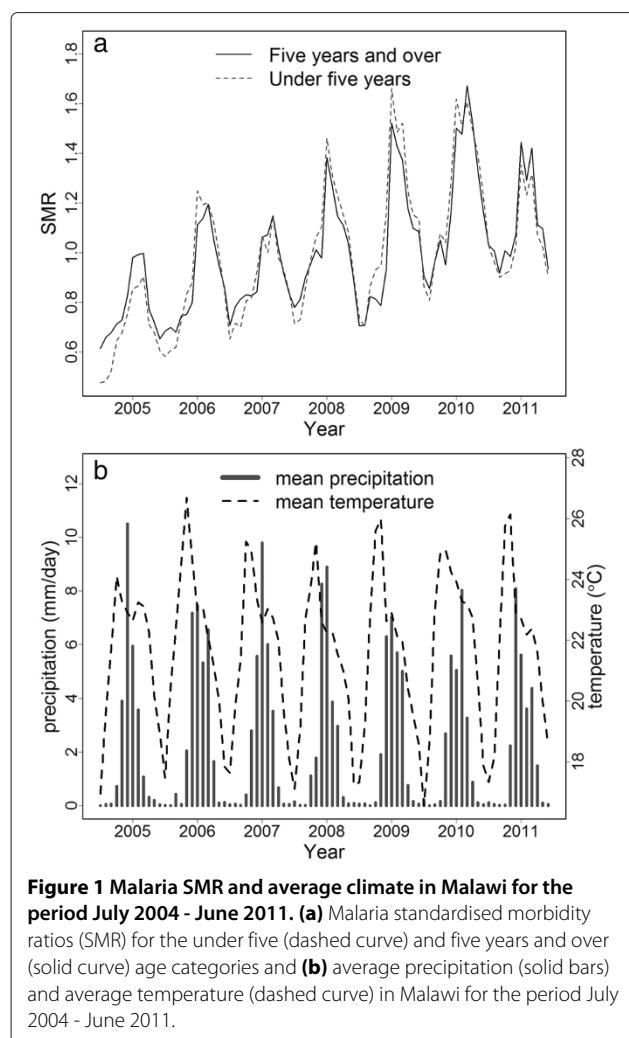 a
Five years and over
Under five years
SMR
1.8
1.6
1.4
1.2
1.0
0.8
0.6
2005 2006 2007 2008 2009 2010 2011
Year
b
mean precipitation
mean temperature
precipitation (mm/day)
12
10
8
6
4
2
0
temperature (°C)
28
26
24
22
20
18
2005 2006 2007 2008 2009 2010 2011
Year
Figure 1 Malaria SMR and average climate in Malawi for the
period July 2004 - June 2011. (a) Malaria standardised morbidity
ratios (SMR) for the under five (dashed curve) and five years and over
(solid curve) age categories and (b) average precipitation (solid bars)
and average temperature (dashed curve) in Malawi for the period July
2004 - June 2011.